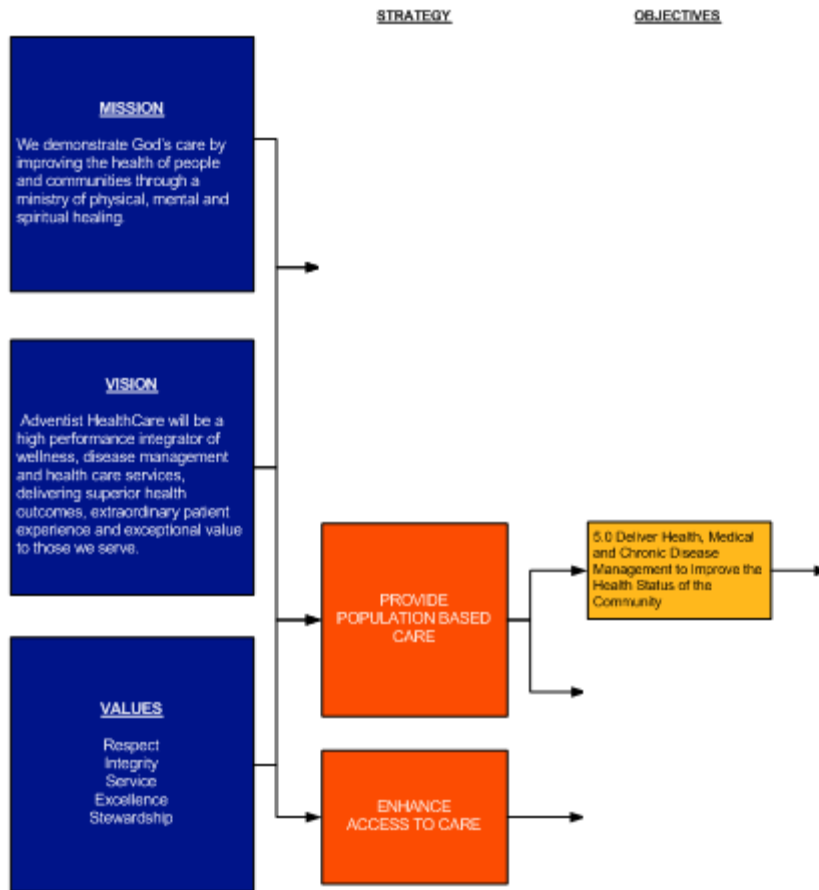 STRATEGY
OBJECTIVES
MISSION
We demonstrate God's care by
improving the health of people
and communities through a
ministry of physical, mental and
spiritual healing.
VISION
Adventist HealthCare will be a
high performance integrator of
wellness, disease management
and health care services,
delivering superior health
outcomes, extraordinary patient
experience and exceptional value
to those we serve.
VALUES
Respect
Integrity
Service
Excellence
Stewardship
PROVIDE
POPULATION BASED
CARE
ENHANCE
ACCESS TO CARE
5.0 Deliver Health, Medical
and Chronic Disease
Management to Improve the
Health Status of the
Community